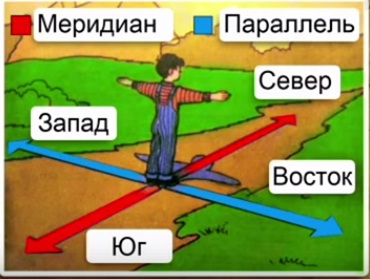 Меридиан
Параллель
Север
Запад
Восток
Юг